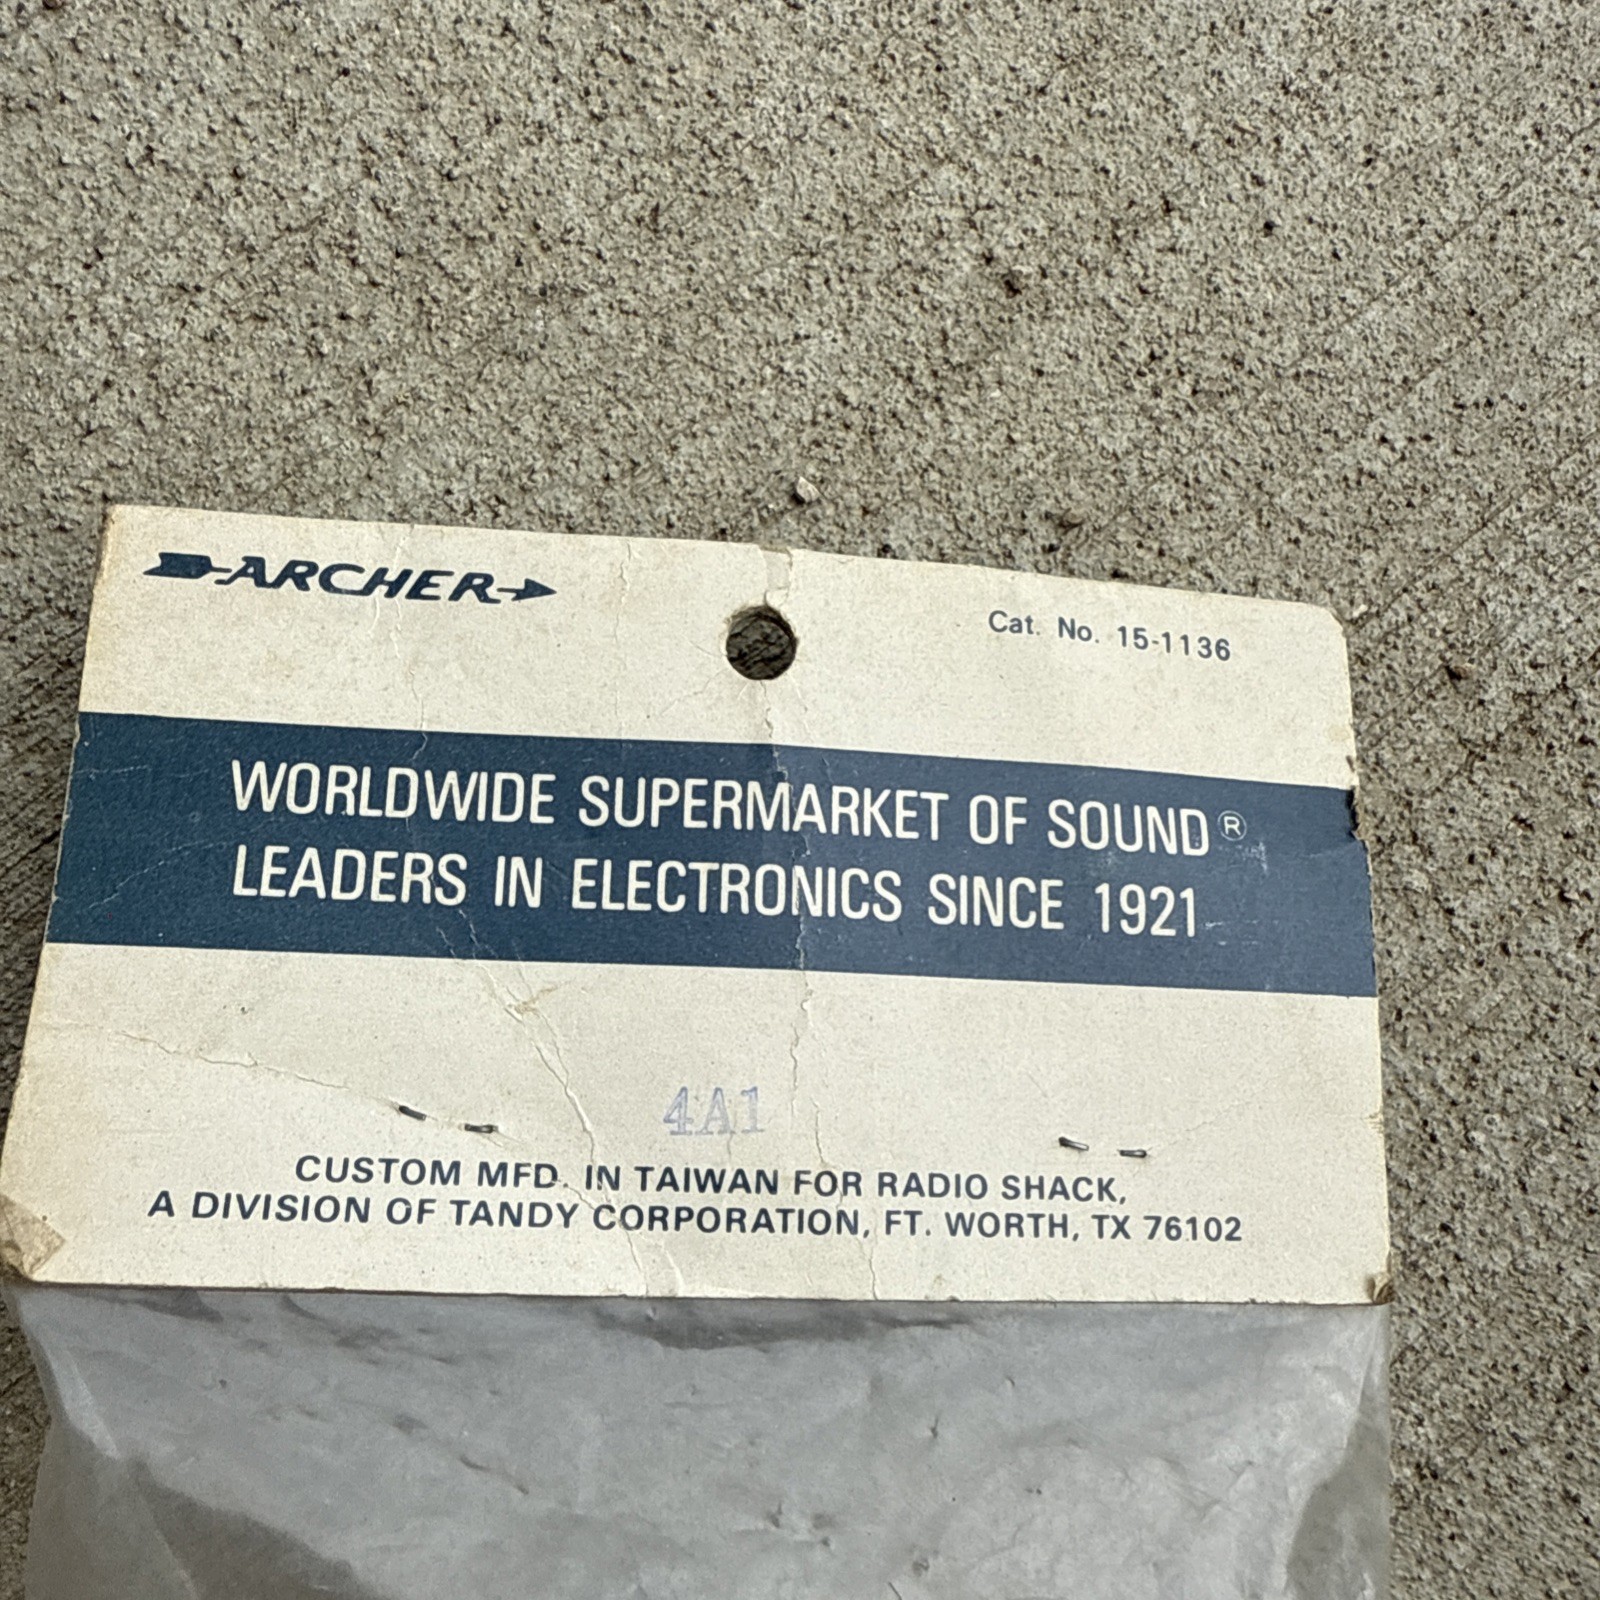 ARCHER
Cat. No. 15-1136
WORLDWIDE SUPERMARKET OF SOUND®
LEADERS IN ELECTRONICS SINCE 1921
4A1
CUSTOM MFD. IN TAIWAN FOR RADIO SHACK,
A DIVISION OF TANDY CORPORATION, FT. WORTH, TX 76102